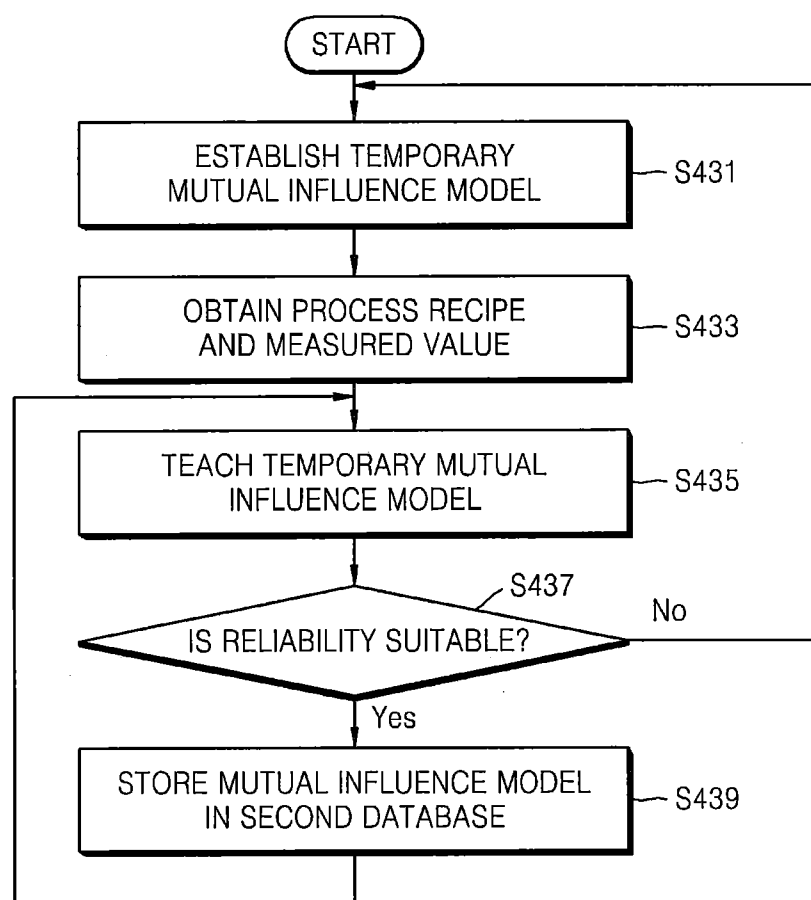 START
ESTABLISH TEMPORARY
MUTUAL INFLUENCE MODEL
S431
OBTAIN PROCESS RECIPE
AND MEASURED VALUE
S433
TEACH TEMPORARY MUTUAL
INFLUENCE MODEL
S435
S437
IS RELIABILITY SUITABLE?
No
Yes
STORE MUTUAL INFLUENCE MODEL
IN SECOND DATABASE
S439